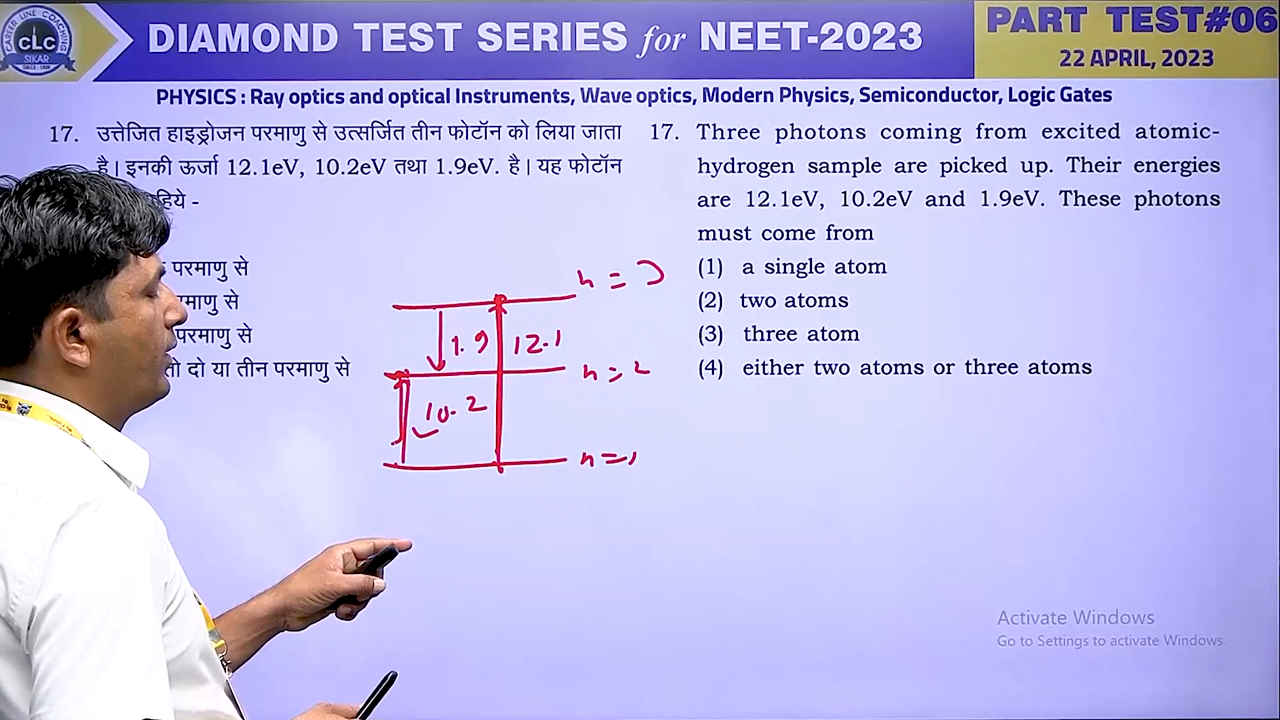 CAREER LINE COACHING
CLC
SIKAR
DIAMOND TEST SERIES for NEET-2023
PART TEST#06
22 APRIL, 2023
PHYSICS : Ray optics and optical Instruments, Wave optics, Modern Physics, Semiconductor, Logic Gates
17. उत्तेजित हाइड्रोजन परमाणु से उत्सर्जित तीन फोटॉन को लिया जाता
है। इनकी ऊर्जा 12.1eV, 10.2eV तथा 1.9eV. है। यह फोटॉन
हिये -
परमाणु से
माणु से
परमाणु से
तो दो या तीन परमाणु से
17. Three photons coming from excited atomic-
hydrogen sample are picked up. Their energies
are 12.1eV, 10.2eV and 1.9eV. These photons
must come from
(1) a single atom
(2) two atoms
(3) three atom
(4) either two atoms or three atoms
n = 3
1.9 12.1
n = 2
10.2
n = 1
Activate Windows
Go to Settings to activate Windows.